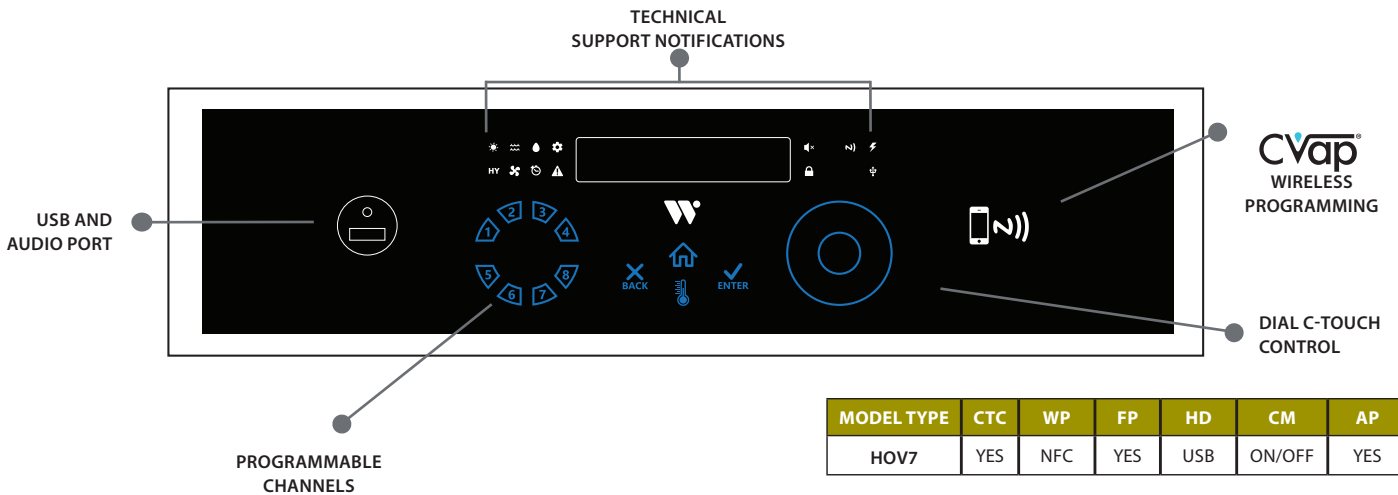 TECHNICAL
SUPPORT NOTIFICATIONS
HY
USB AND
AUDIO PORT
1 2 3 4
5 6 7 8
BACK
ENTER
CVap®
WIRELESS
PROGRAMMING
DIAL C-TOUCH
CONTROL
PROGRAMMABLE
CHANNELS
MODEL TYPE CTC WP FP HD CM AP
HOV7 YES NFC YES USB ON/OFF YES